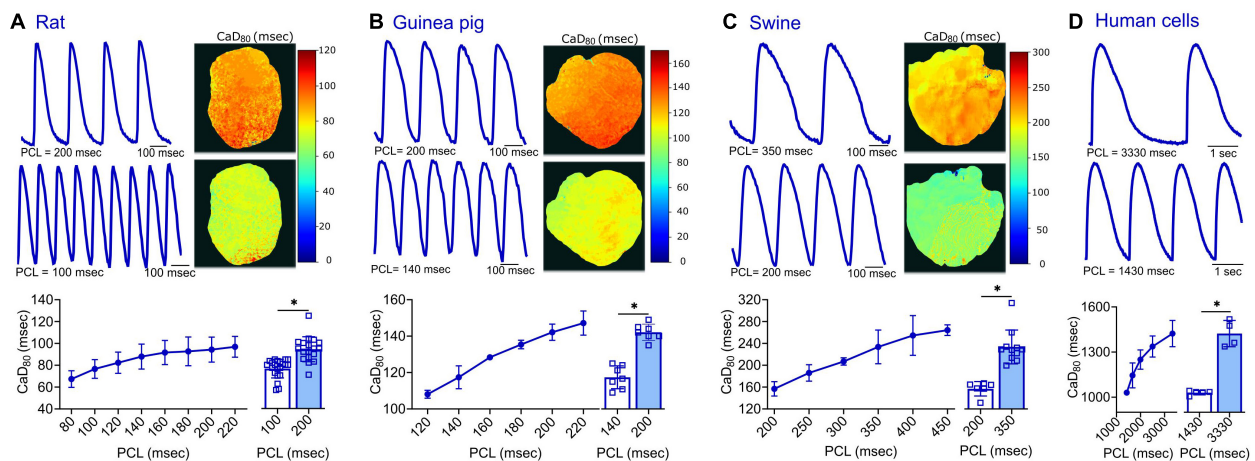 A Rat
CaD80 (msec)
PCL = 200 msec
100 msec
PCL = 100 msec
100 msec
120
100
80
60
40
20
0
CaD80 (msec)
140
120
100
80
60
40
80
100
120
140
160
180
200
220
PCL (msec)
*
100
200
PCL (msec)
B Guinea pig
CaD80 (msec)
PCL = 200 msec
100 msec
PCL= 140 msec
100 msec
160
140
120
100
80
60
40
20
0
CaD80 (msec)
160
140
120
100
120
140
160
180
200
220
PCL (msec)
*
140
200
PCL (msec)
C Swine
CaD80 (msec)
PCL = 350 msec
100 msec
PCL = 200 msec
100 msec
300
250
200
150
100
50
0
CaD80 (msec)
360
320
280
240
200
160
120
200
250
300
350
400
450
PCL (msec)
*
200
350
PCL (msec)
D Human cells
PCL = 3330 msec
1 sec
PCL = 1430 msec
1 sec
CaD80 (msec)
1600
1300
1000
1000
2000
3000
PCL (msec)
*
1430
3330
PCL (msec)